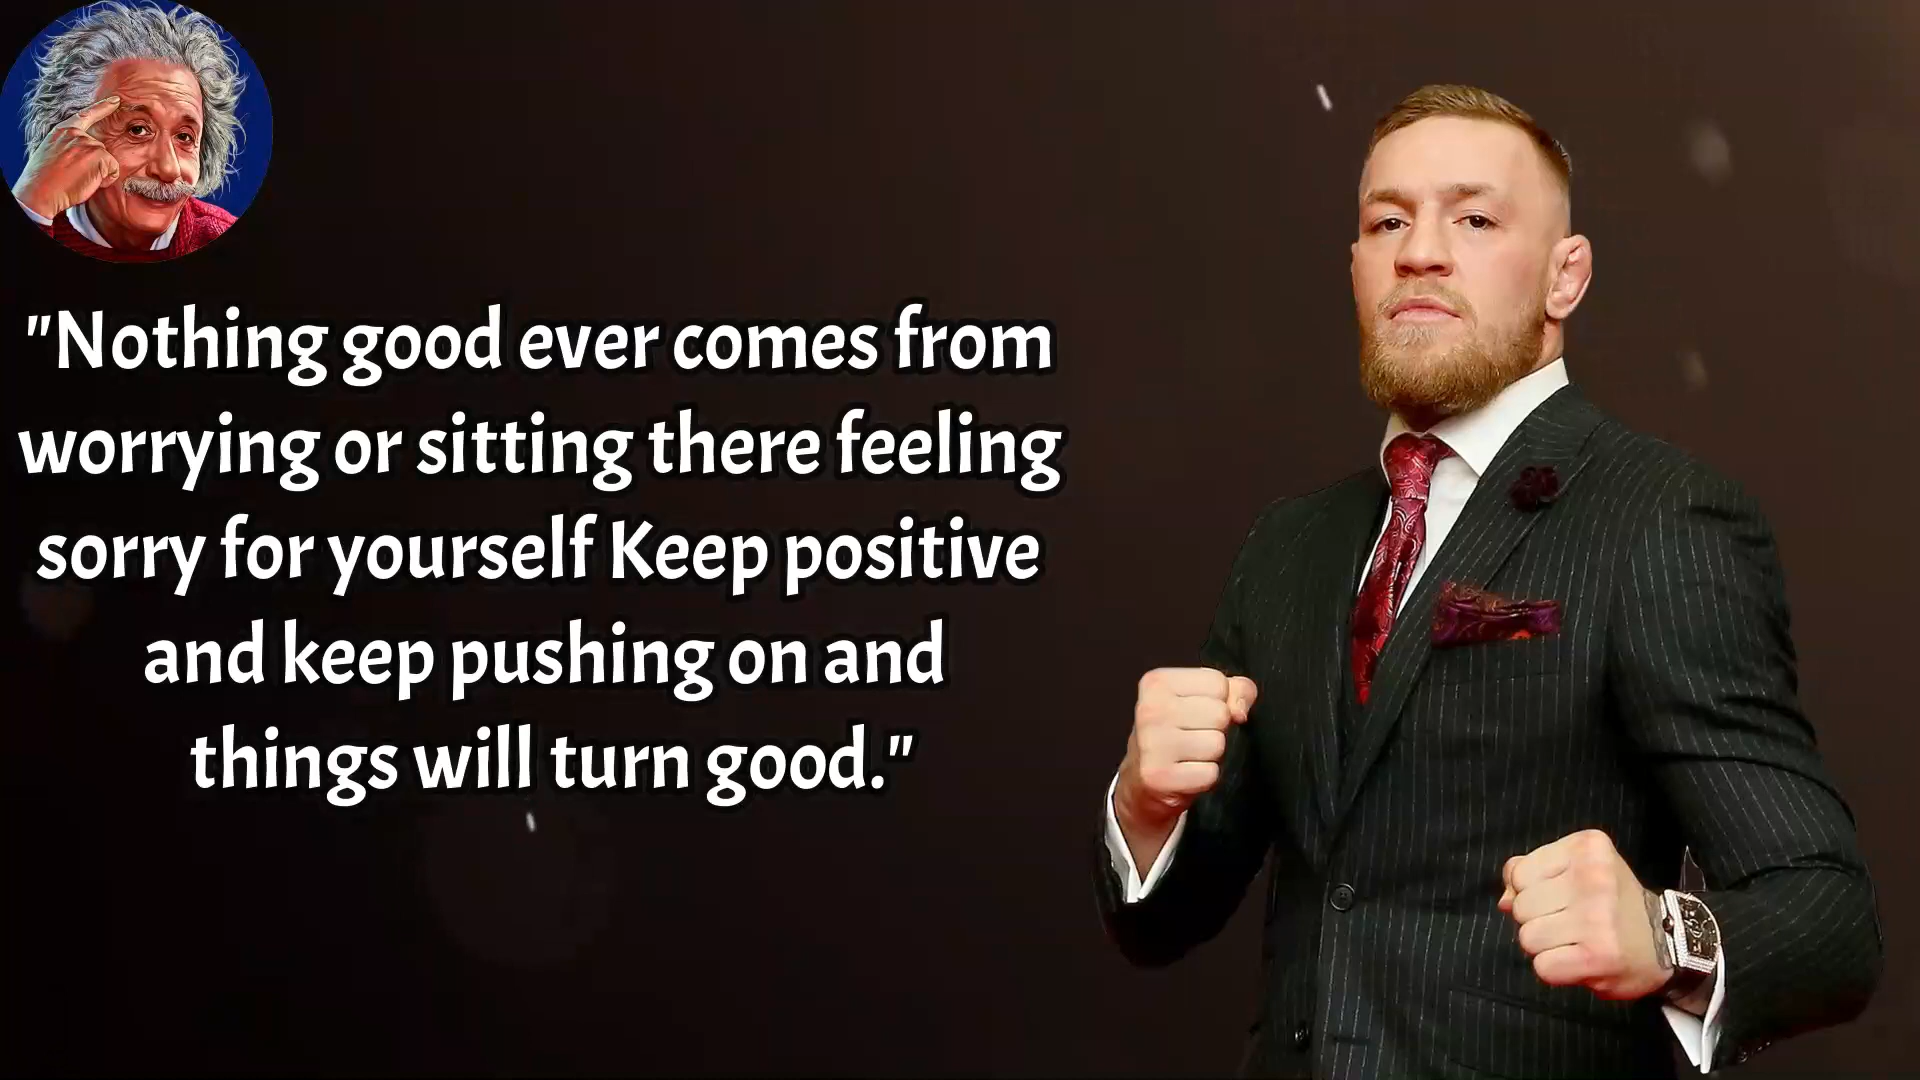 "Nothing good ever comes from
worrying or sitting there feeling
sorry for yourself Keep positive
and keep pushing on and
things will turn good."